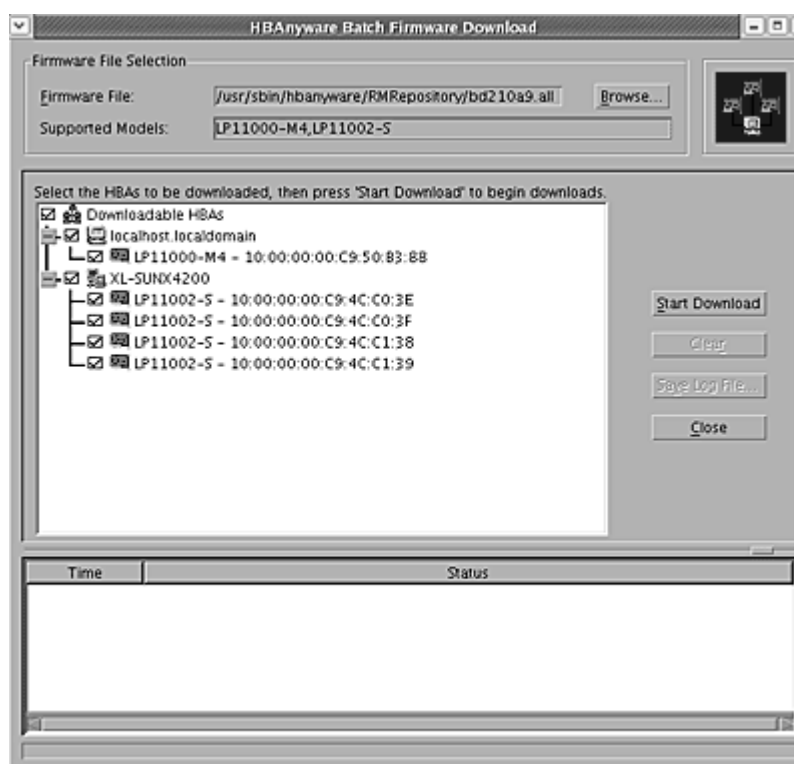 HBAnyware Batch Firmware Download
Firmware File Selection
Firmware File: /usr/sbin/hbanyware/RMRepository/bd210a9.all Browse...
Supported Models: LP11000-M4,LP11002-S
Select the HBAs to be downloaded, then press 'Start Download' to begin downloads.
Downloadable HBAs
localhost.localdomain
LP11000-M4 - 10:00:00:00:C9:50:B3:8B
XL-SUNX4200
LP11002-S - 10:00:00:00:C9:4C:C0:3E
LP11002-S - 10:00:00:00:C9:4C:C0:3F
LP11002-S - 10:00:00:00:C9:4C:C1:38
LP11002-S - 10:00:00:00:C9:4C:C1:39
Start Download
Clear
Save Log File...
Close
Time Status